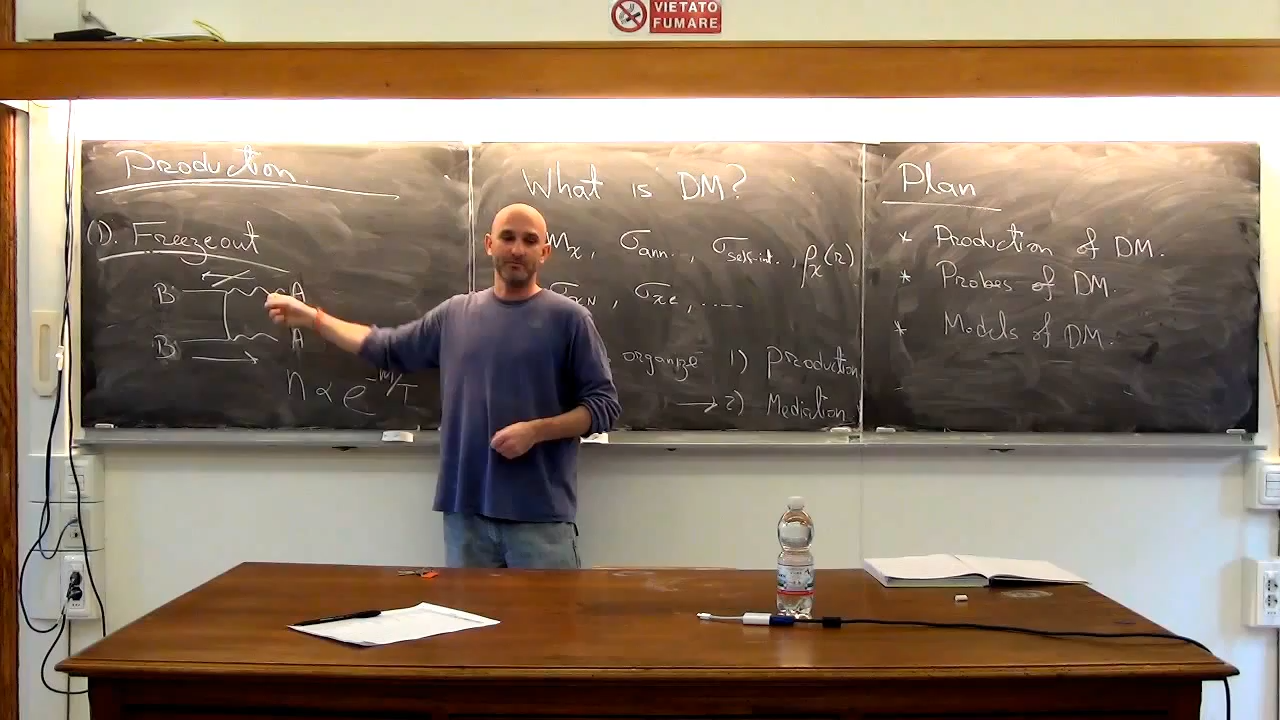 VIETATO
FUMARE
Production
(1). Freezeout
B A
B A
n ∝ e^-M/T
What is DM?
Mχ, σann., σself-int., ρχ(r)
σχN, σχe, ....
organize 1) Production
→ 2) Mediation
Plan
* Production of DM.
* Probes of DM.
* Models of DM.